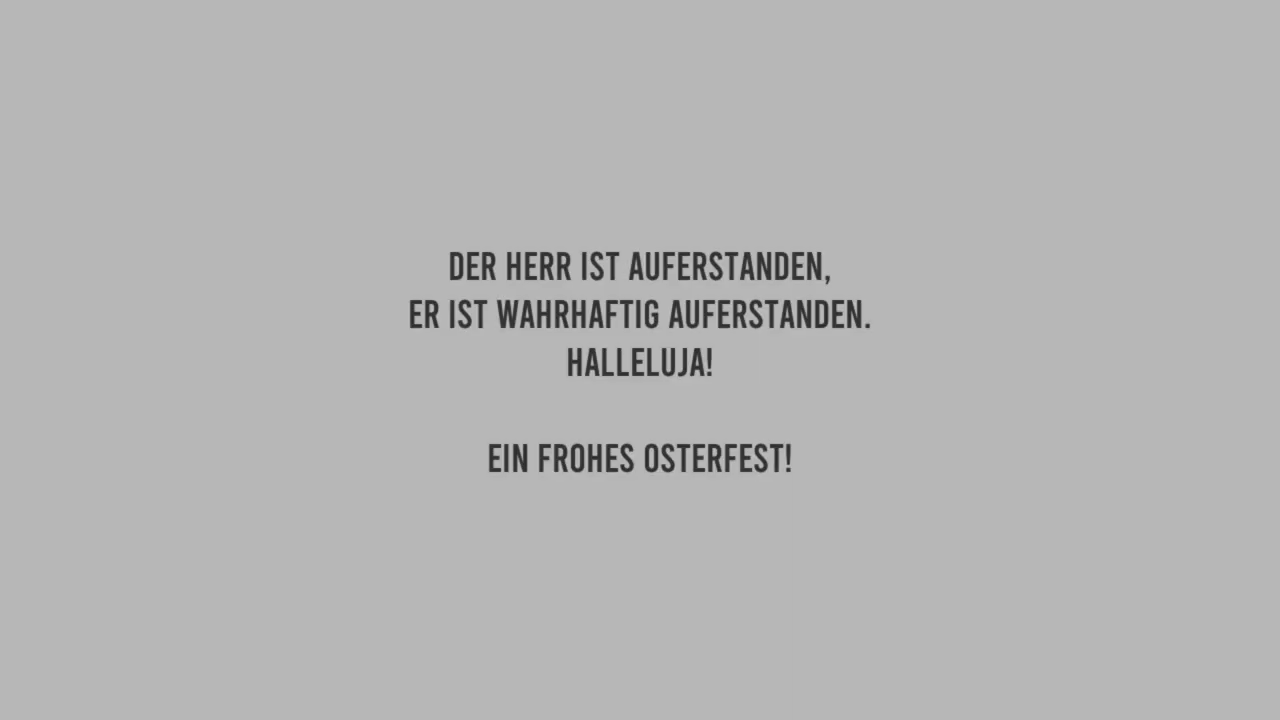 DER HERR IST AUFERSTANDEN,
ER IST WAHRHAFTIG AUFERSTANDEN.
HALLELUJA!
EIN FROHES OSTERFEST!